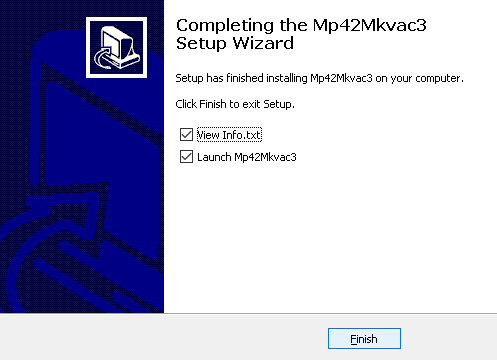 Completing the Mp42Mkvac3
Setup Wizard
Setup has finished installing Mp42Mkvac3 on your computer.
Click Finish to exit Setup.
View Info.txt
Launch Mp42Mkvac3
Finish